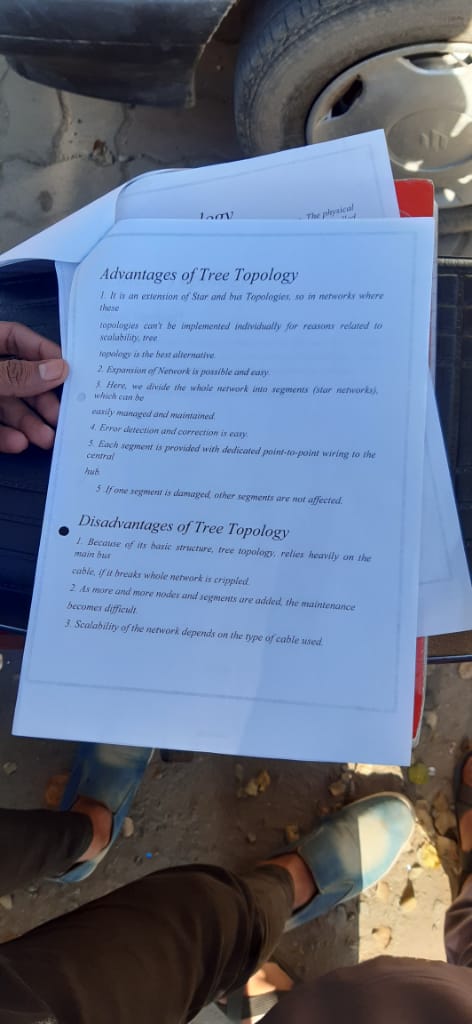 logy
The physical
Advantages of Tree Topology
1. It is an extension of Star and bus Topologies, so in networks where
these
topologies can't be implemented individually for reasons related to
scalability, tree
topology is the best alternative.
2. Expansion of Network is possible and easy.
3. Here, we divide the whole network into segments (star networks),
which can be
easily managed and maintained.
4. Error detection and correction is easy.
5. Each segment is provided with dedicated point-to-point wiring to the
central
hub.
5 .If one segment is damaged, other segments are not affected.
Disadvantages of Tree Topology
1. Because of its basic structure, tree topology, relies heavily on the
main bus
cable, if it breaks whole network is crippled.
2. As more and more nodes and segments are added, the maintenance
becomes difficult.
3. Scalability of the network depends on the type of cable used.